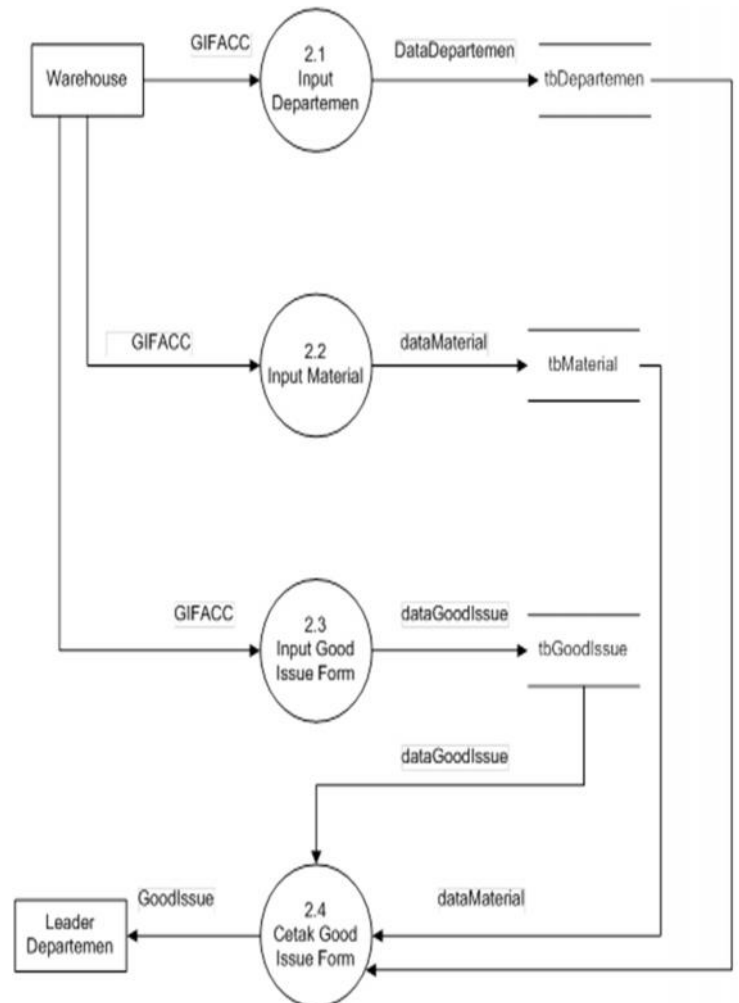 GIFACC
DataDepartemen
Warehouse
2.1
Input
Departemen
tbDepartemen
GIFACC
2.2
Input Material
dataMaterial
tbMaterial
GIFACC
2.3
Input Good
Issue Form
dataGoodIssue
tbGoodIssue
dataGoodIssue
GoodIssue
Leader
Departemen
2.4
Cetak Good
Issue Form
dataMaterial